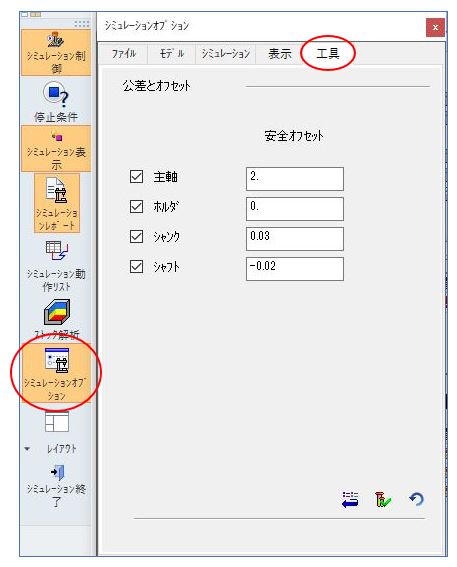 シミュレーション制
御
停止条件
シミュレーション表
示
シミュレーショ
ンレポート
シミュレーション動
作リスト
ストック解析
シミュレーションオプ
ション
レイアウト
シミュレーション終
了
シミュレーションオプション
ファイル モデル シミュレーション 表示 工具
公差とオフセット
安全オフセット
主軸 2.
ホルダ 0.
シャンク 0.03
シャフト -0.02